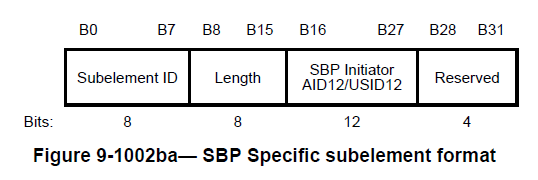 B0 B7 B8 B15 B16 B27 B28 B31
Subelement ID Length SBP Initiator AID12/USID12 Reserved
Bits: 8 8 12 4
Figure 9-1002ba— SBP Specific subelement format